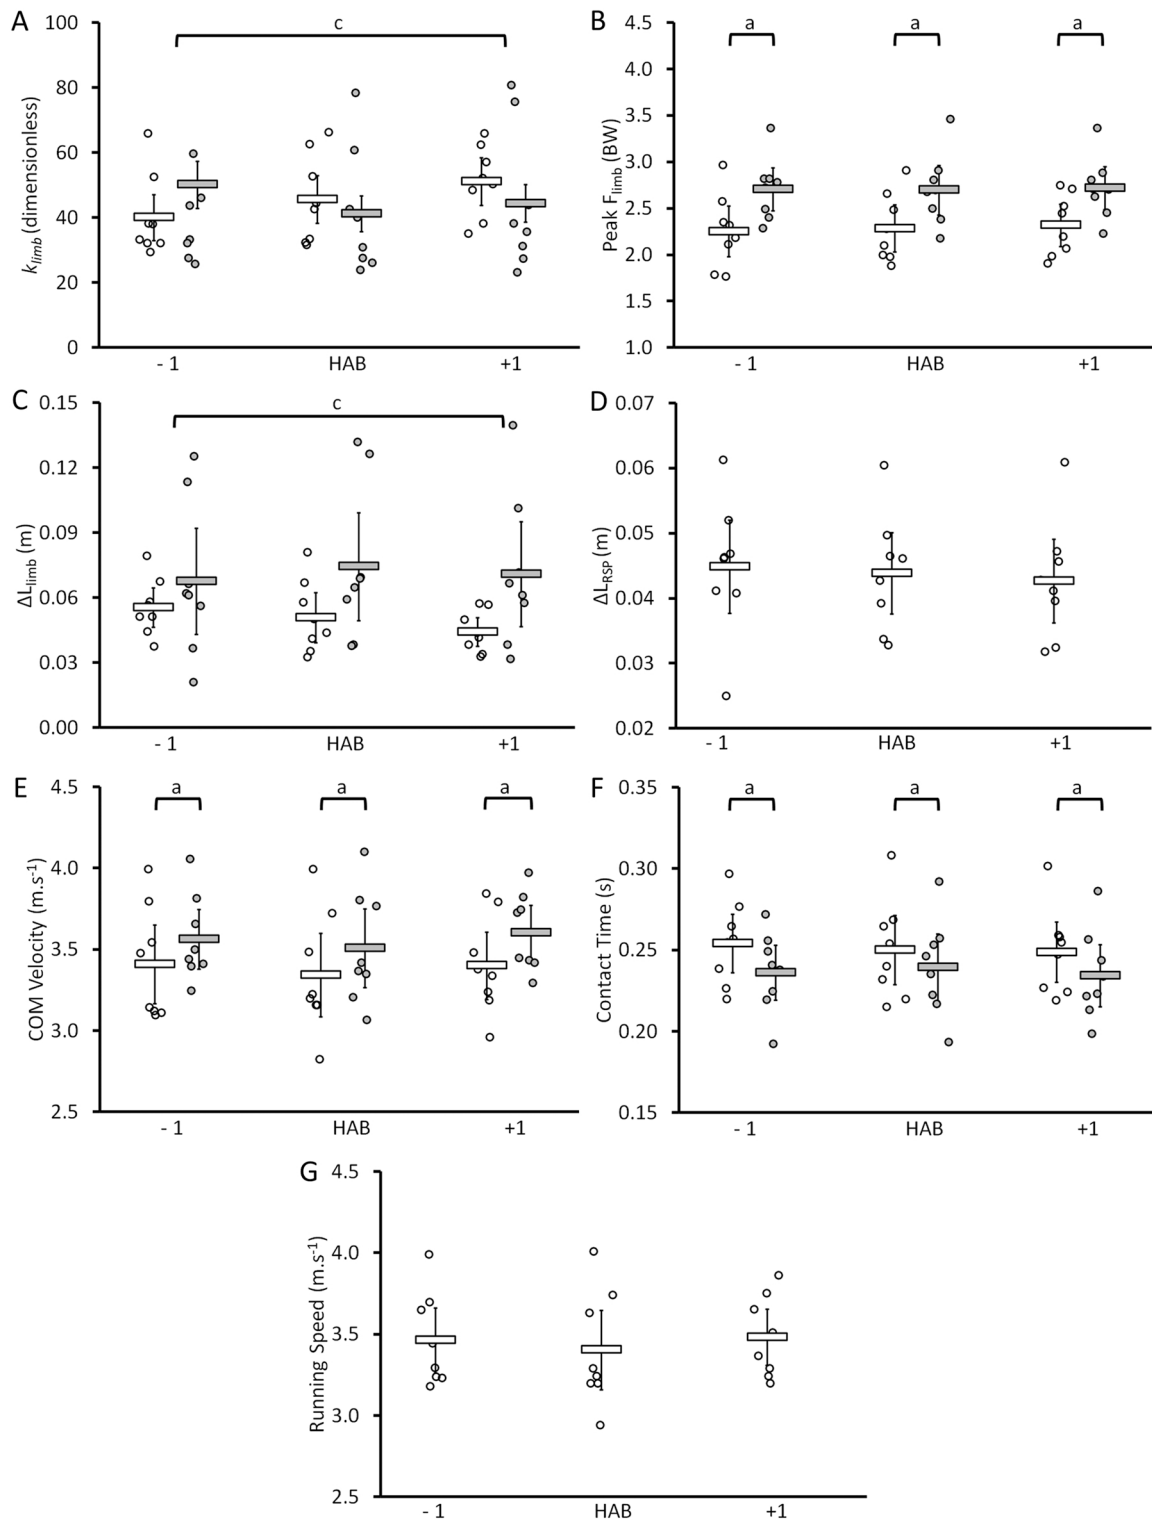 A
k_limb (dimensionless)
100
80
60
40
20
0
c
- 1
HAB
+1
B
Peak F_limb (BW)
4.5
4.0
3.5
3.0
2.5
2.0
1.5
1.0
a
a
a
- 1
HAB
+1
C
ΔL_limb (m)
0.15
0.12
0.09
0.06
0.03
0.00
c
- 1
HAB
+1
D
ΔL_RSP (m)
0.07
0.06
0.05
0.04
0.03
0.02
- 1
HAB
+1
E
COM Velocity (m.s⁻¹)
4.5
4.0
3.5
3.0
2.5
a
a
a
- 1
HAB
+1
F
Contact Time (s)
0.35
0.30
0.25
0.20
0.15
a
a
a
- 1
HAB
+1
G
Running Speed (m.s⁻¹)
4.5
4.0
3.5
3.0
2.5
- 1
HAB
+1